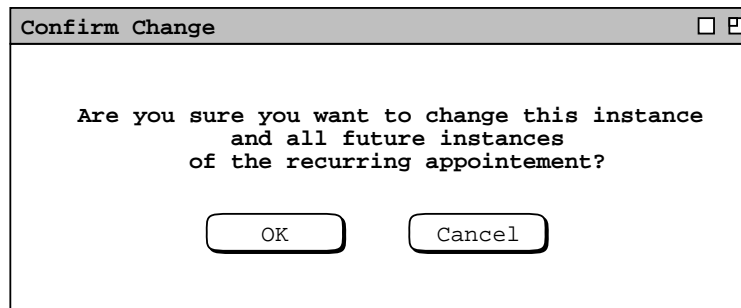 Confirm Change
Are you sure you want to change this instance
and all future instances
of the recurring appointement?
OK Cancel